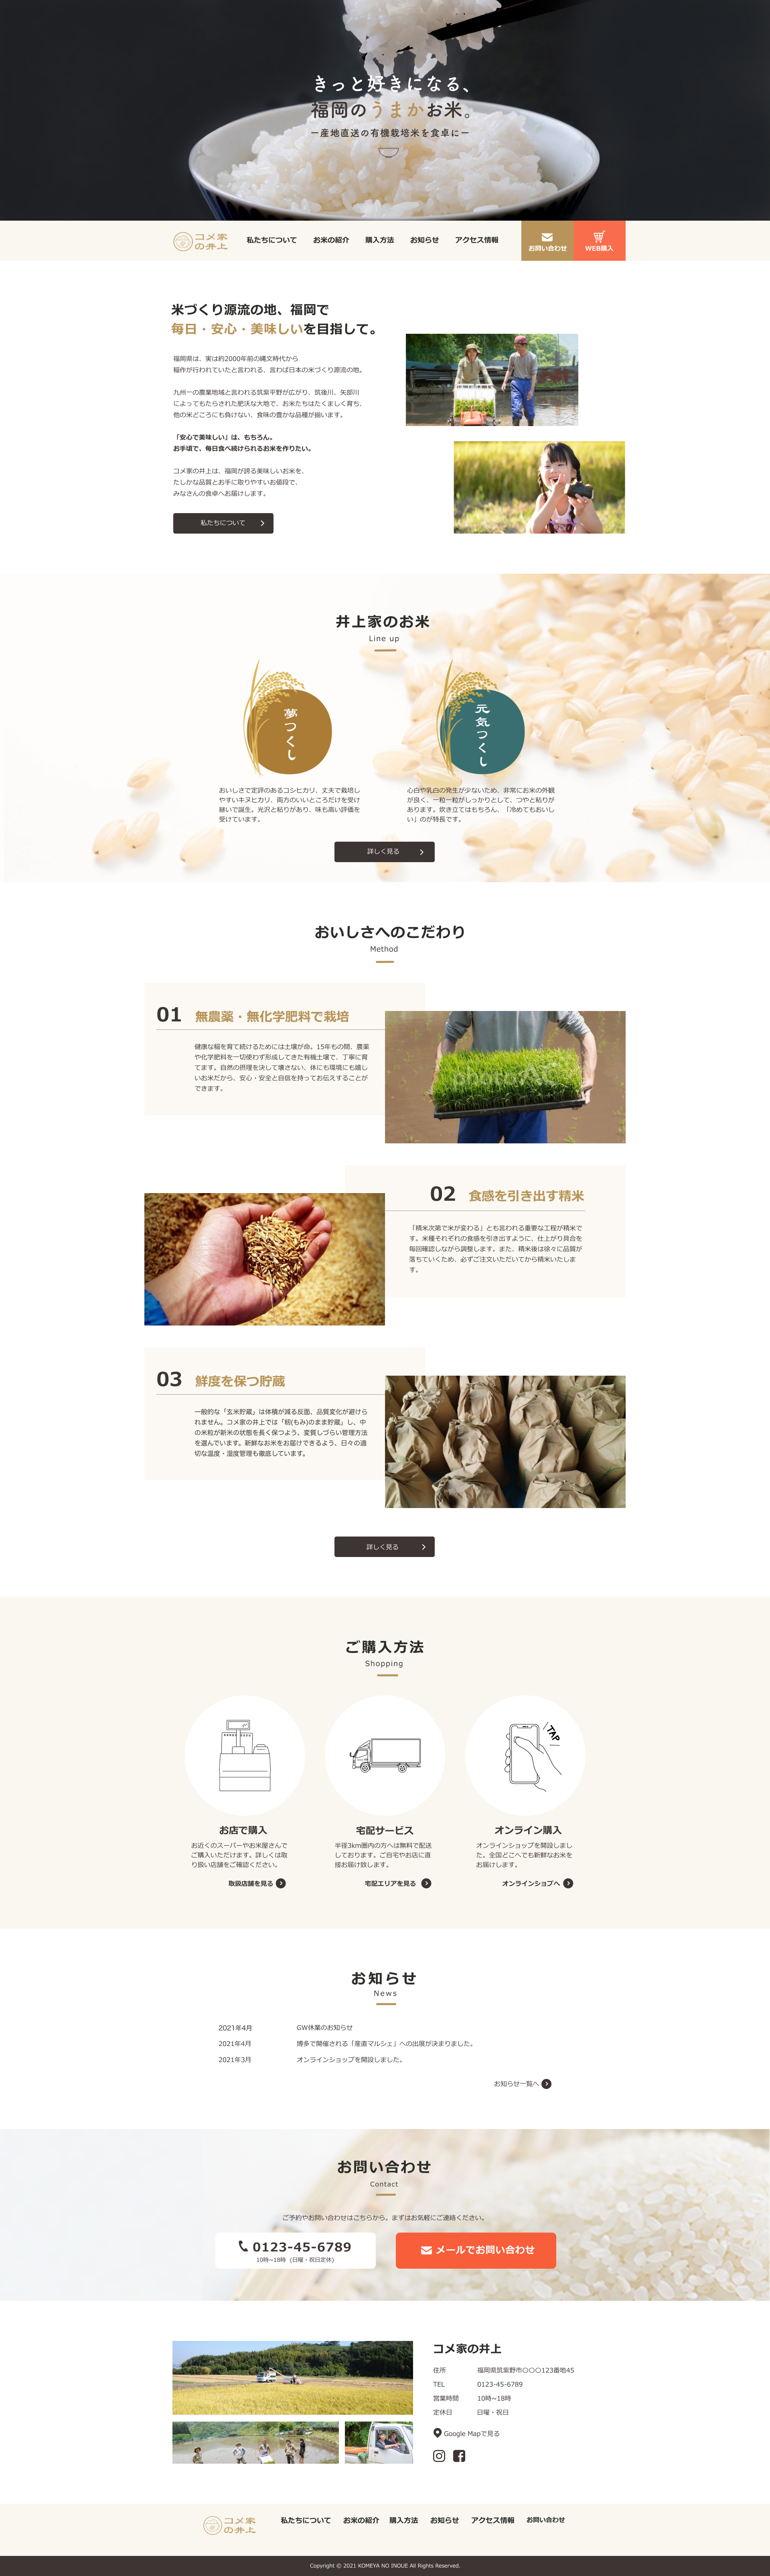 きっと好きになる、
福岡のうまかお米。
ー産地直送の有機栽培米を食卓にー
コメ家
の井上
私たちについて
お米の紹介
購入方法
お知らせ
アクセス情報
お問い合わせ
WEB購入
米づくり源流の地、福岡で
毎日・安心・美味しいを目指して。
福岡県は、実は約2000年前の縄文時代から
稲作が行われていたと言われる、言わば日本の米づくり源流の地。
九州一の農業地域と言われる筑紫平野が広がり、筑後川、矢部川
によってもたらされた肥沃な大地で、お米たちはたくましく育ち、
他の米どころにも負けない、食味の豊かな品種が揃います。
「安心で美味しい」は、もちろん。
お手頃で、毎日食べ続けられるお米を作りたい。
コメ家の井上は、福岡が誇る美味しいお米を、
たしかな品質とお手に取りやすいお値段で、
みなさんの食卓へお届けします。
私たちについて
井上家のお米
Line up
夢つくし
元気つくし
おいしさで定評のあるコシヒカリ、丈夫で栽培し
やすいキヌヒカリ、両方のいいところだけを受け
継いで誕生。光沢と粘りがあり、味も高い評価を
受けています。
心白や乳白の発生が少ないため、非常にお米の外観
が良く、一粒一粒がしっかりとして、つやと粘りが
あります。炊き立てはもちろん、「冷めてもおいし
い」のが特長です。
詳しく見る
おいしさへのこだわり
Method
01 無農薬・無化学肥料で栽培
健康な稲を育て続けるためには土壌が命。15年もの間、農薬
や化学肥料を一切使わず形成してきた有機土壌で、丁寧に育
てます。自然の摂理を決して壊さない、体にも環境にも嬉し
いお米だから、安心・安全と自信を持ってお伝えすることが
できます。
02 食感を引き出す精米
「精米次第で米が変わる」とも言われる重要な工程が精米で
す。米種それぞれの食感を引き出すように、仕上がり具合を
毎回確認しながら調整します。また、精米後は徐々に品質が
落ちていくため、必ずご注文いただいてから精米いたしま
す。
03 鮮度を保つ貯蔵
一般的な「玄米貯蔵」は体積が減る反面、品質変化が避けら
れません。コメ家の井上では「籾(もみ)のまま貯蔵」し、中
の米粒が新米の状態を長く保つよう、変質しづらい管理方法
を選んでいます。新鮮なお米をお届けできるよう、日々の適
切な温度・湿度管理も徹底しています。
詳しく見る
ご購入方法
Shopping
TAP
お店で購入
お近くのスーパーやお米屋さんで
ご購入いただけます。詳しくは取
り扱い店舗をご確認ください。
取扱店舗を見る
宅配サービス
半径3km圏内の方へは無料で配送
しております。ご自宅やお店に直
接お届け致します。
宅配エリアを見る
オンライン購入
オンラインショップを開設しまし
た。全国どこへでも新鮮なお米を
お届けします。
オンラインショプへ
お知らせ
News
2021年4月 GW休業のお知らせ
2021年4月 博多で開催される「産直マルシェ」への出展が決まりました。
2021年3月 オンラインショップを開設しました。
お知らせ一覧へ
お問い合わせ
Contact
ご予約やお問い合わせはこちらから。まずはお気軽にご連絡ください。
0123-45-6789
10時~18時 (日曜・祝日定休)
メールでお問い合わせ
コメ家の井上
住所 福岡県筑紫野市〇〇〇123番地45
TEL 0123-45-6789
営業時間 10時~18時
定休日 日曜・祝日
Google Mapで見る
コメ家
の井上
私たちについて
お米の紹介
購入方法
お知らせ
アクセス情報
お問い合わせ
Copyright © 2021 KOMEYA NO INOUE All Rights Reserved.